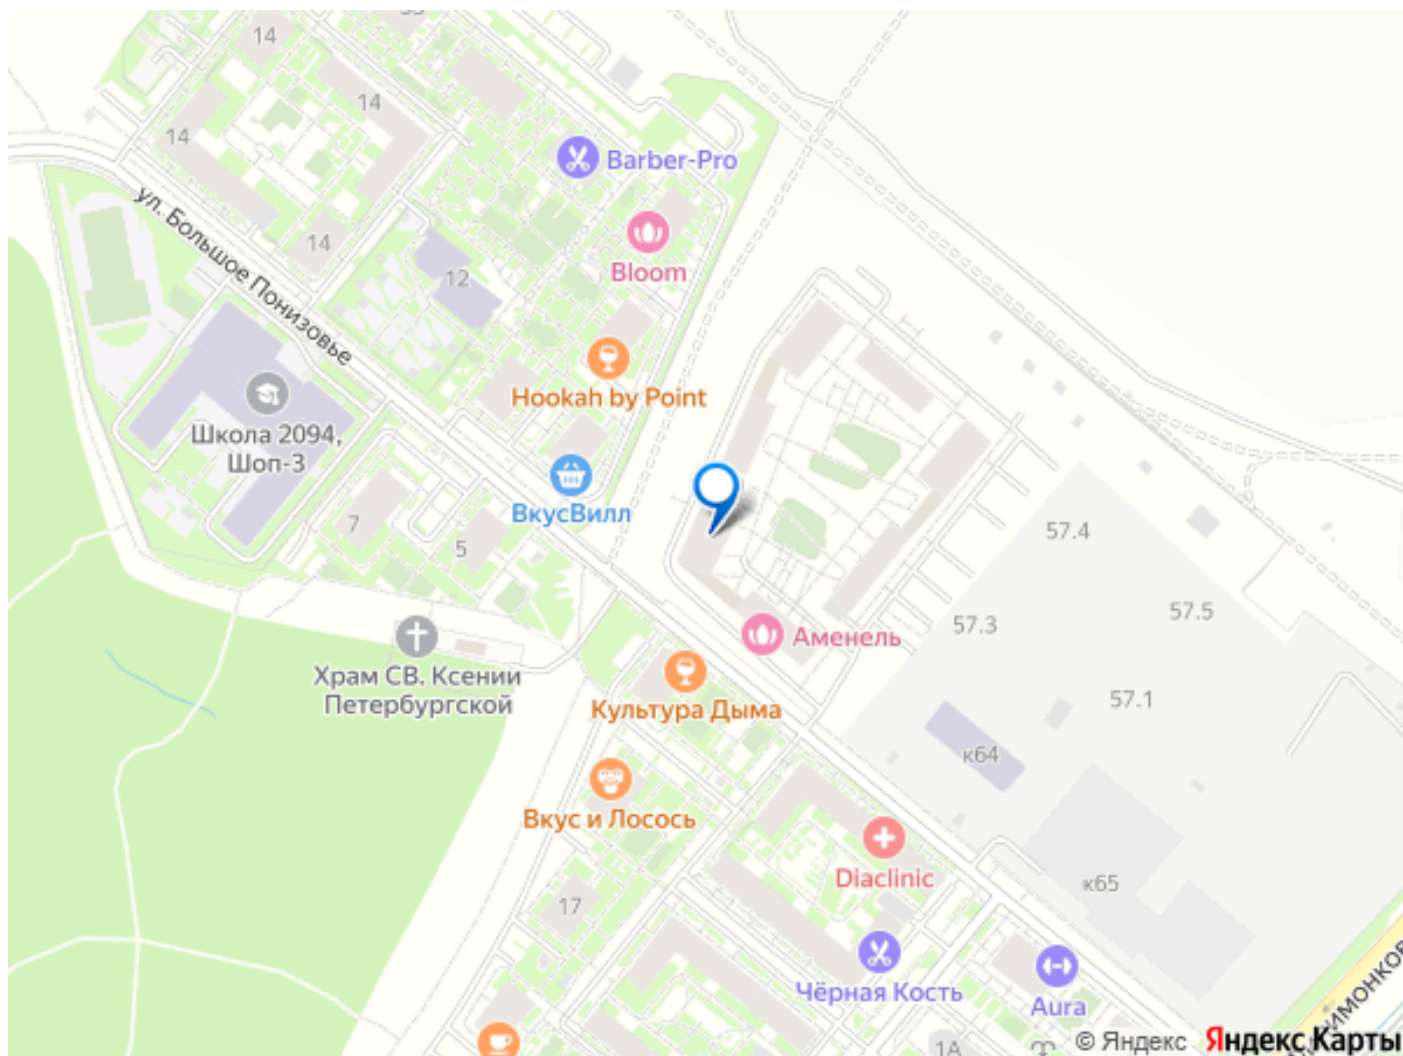 14
14
14
Barber-Pro
ул. Большое Понизовье
14
Bloom
12
Hookah by Point
Школа 2094,
Шоп-3
ВкусВилл
7
5
57.4
57.3
57.5
Аменель
Храм СВ. Ксении
Петербургской
57.1
Культура Дыма
к64
Вкус и Лосось
Diaclinic
к65
17
Чёрная Кость
Aura
1А
© Яндекс Яндекс Карты